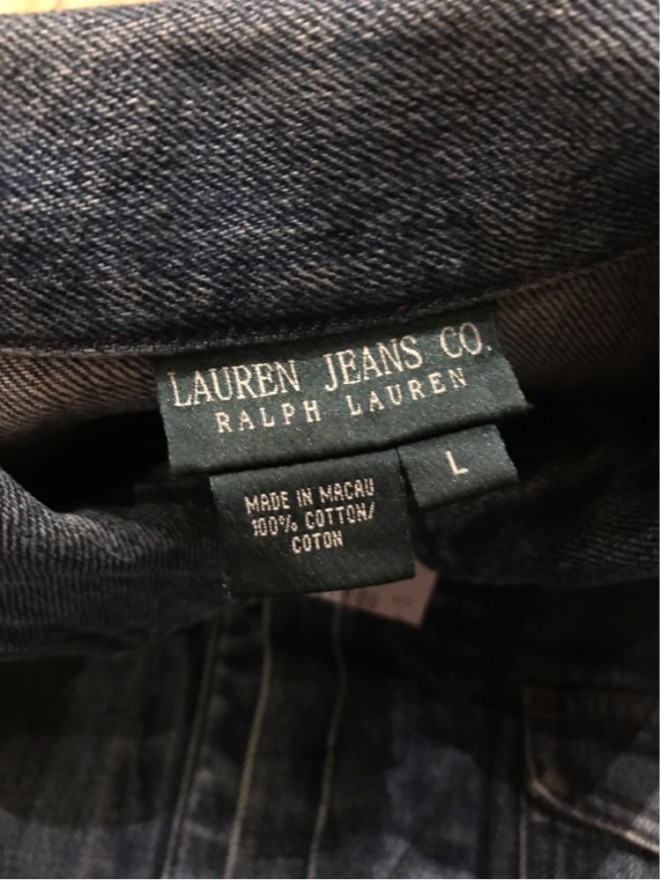 LAUREN JEANS CO.
RALPH LAUREN
L
MADE IN MACAU
100% COTTON/
COTON